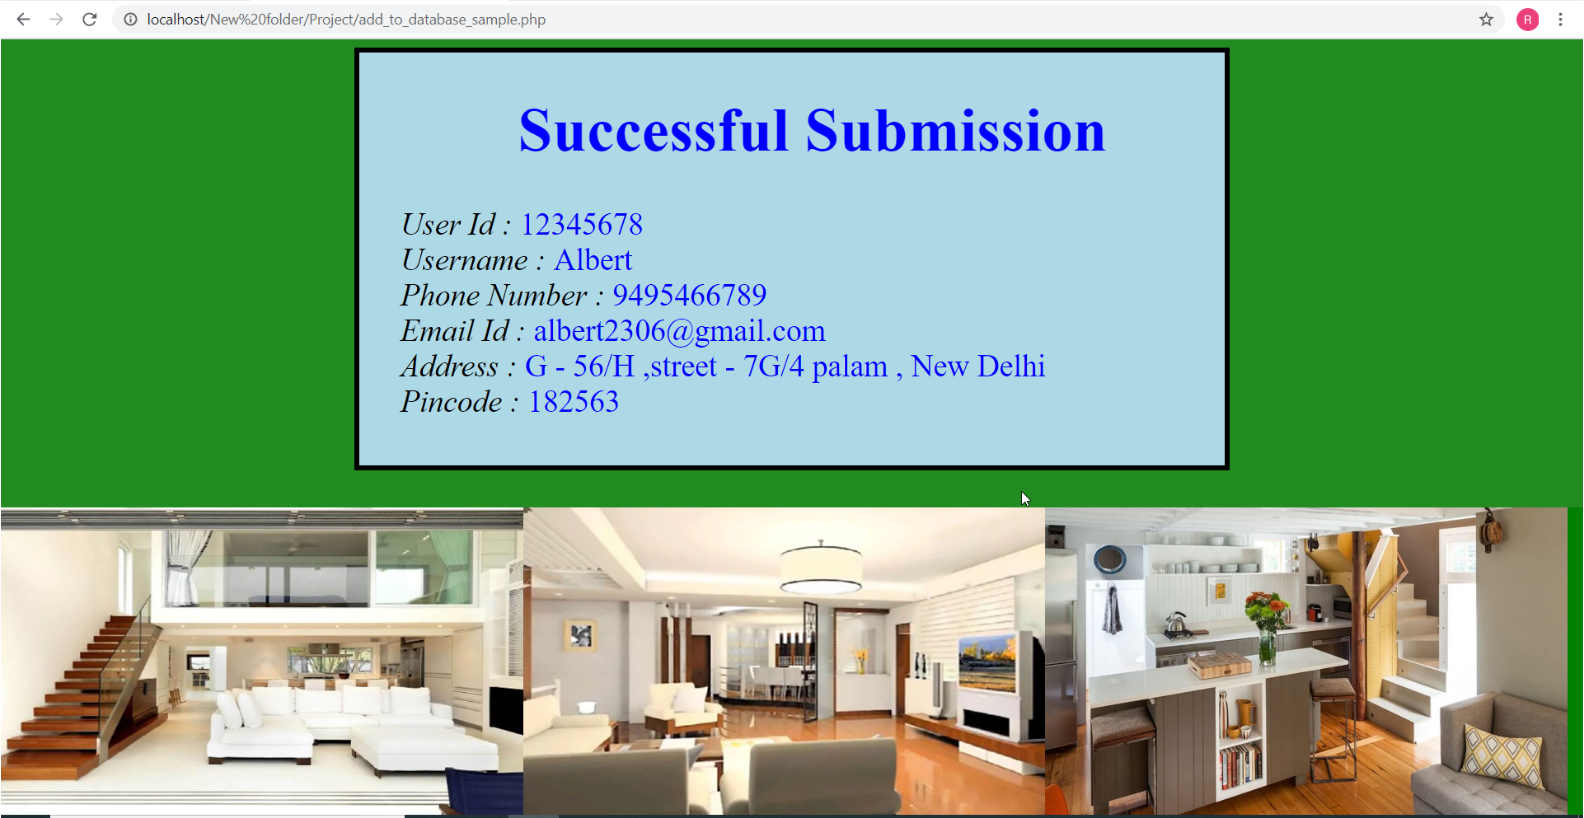 localhost/New%20folder/Project/add_to_database_sample.php
R
Successful Submission
User Id : 12345678
Username : Albert
Phone Number : 9495466789
Email Id : albert2306@gmail.com
Address : G - 56/H ,street - 7G/4 palam , New Delhi
Pincode : 182563